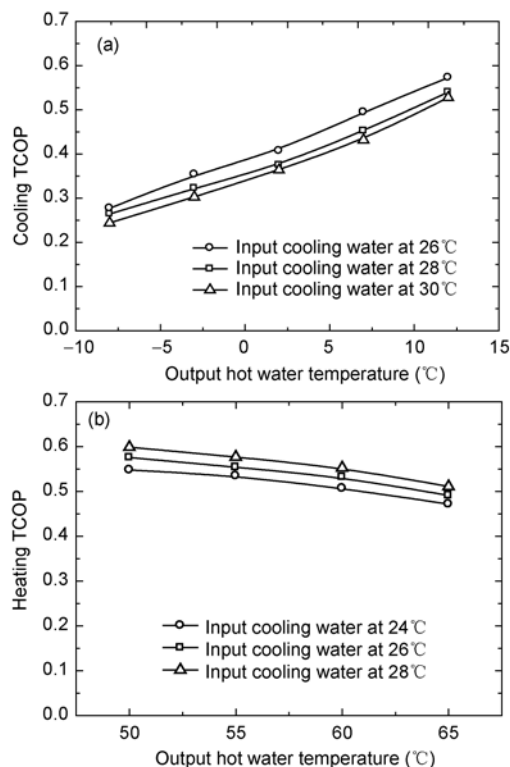 (a)
0.7
0.6
0.5
0.4
0.3
0.2
0.1
0.0
Cooling TCOP
Input cooling water at 26℃
Input cooling water at 28℃
Input cooling water at 30℃
−10 −5 0 5 10 15
Output hot water temperature (℃)
(b)
0.7
0.6
0.5
0.4
0.3
0.2
0.1
0.0
Heating TCOP
Input cooling water at 24℃
Input cooling water at 26℃
Input cooling water at 28℃
50 55 60 65
Output hot water temperature (℃)